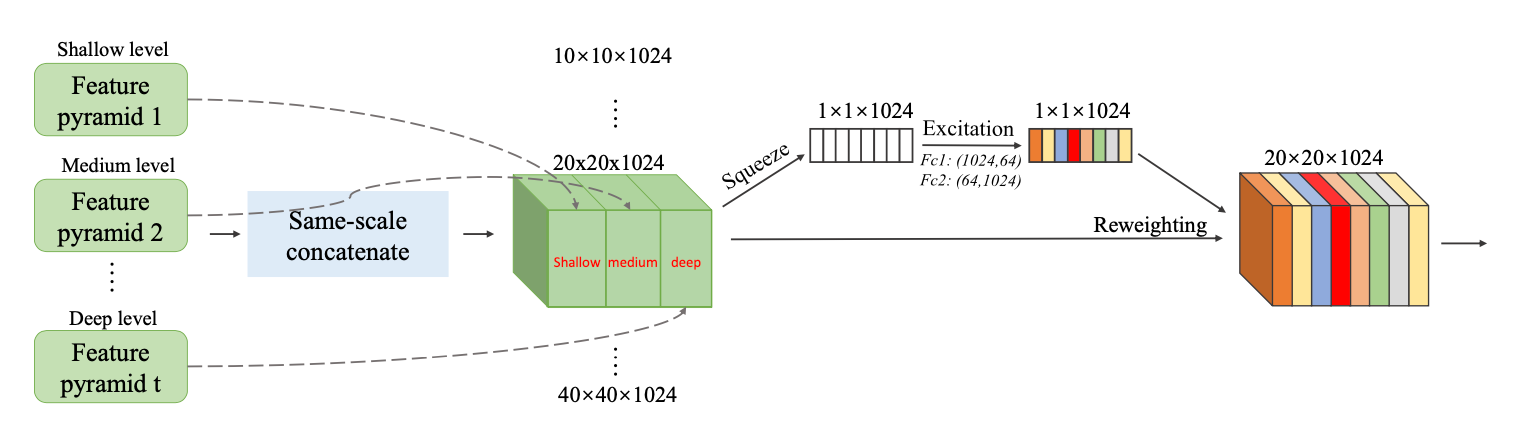 Shallow level
Feature
pyramid 1
Medium level
Feature
pyramid 2
Deep level
Feature
pyramid t
Same-scale
concatenate
10×10×1024
20x20x1024
Shallow
medium
deep
40×40×1024
Squeeze
1×1×1024
Excitation
Fc1: (1024,64)
Fc2: (64,1024)
1×1×1024
Reweighting
20×20×1024